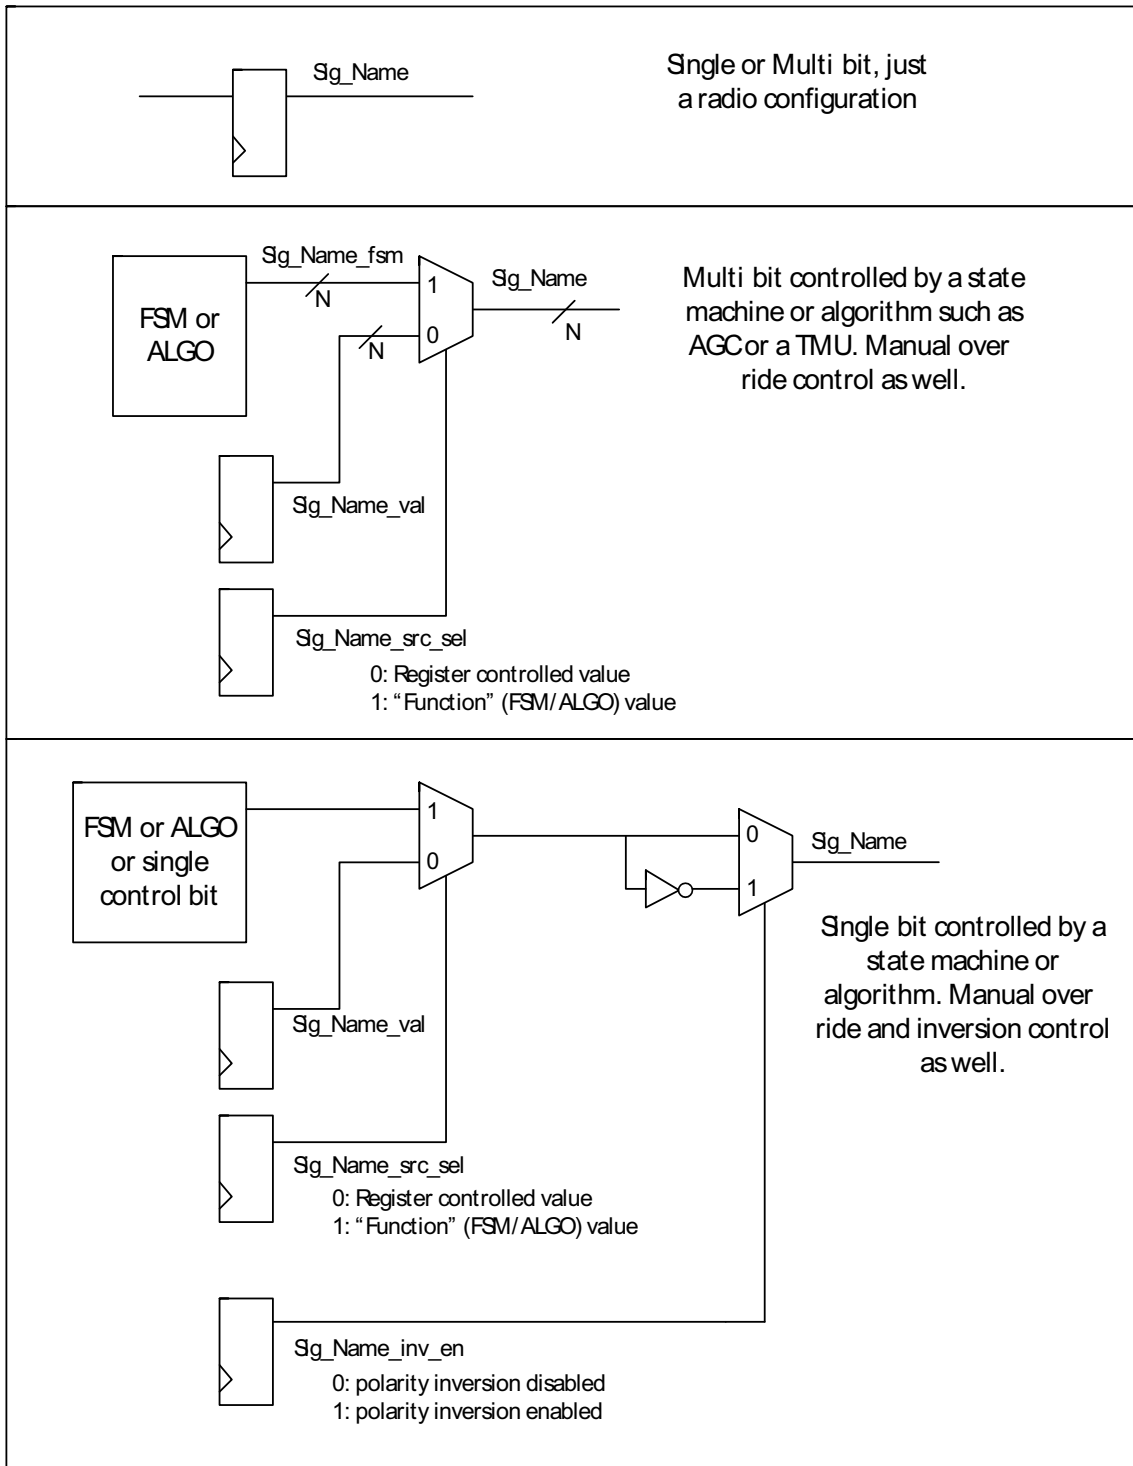 Sig_Name
Single or Multi bit, just
a radio configuration
Sig_Name_fsm
N
1
Sig_Name
N
FSM or
ALGO
0
N
Multi bit controlled by a state
machine or algorithm such as
AGC or a TMU. Manual over
ride control as well.
Sig_Name_val
Sig_Name_src_sel
0: Register controlled value
1: “Function” (FSM/ALGO) value
FSM or ALGO
or single
control bit
1
0
0
1
Sig_Name
Single bit controlled by a
state machine or
algorithm. Manual over
ride and inversion control
as well.
Sig_Name_val
Sig_Name_src_sel
0: Register controlled value
1: “Function” (FSM/ALGO) value
Sig_Name_inv_en
0: polarity inversion disabled
1: polarity inversion enabled